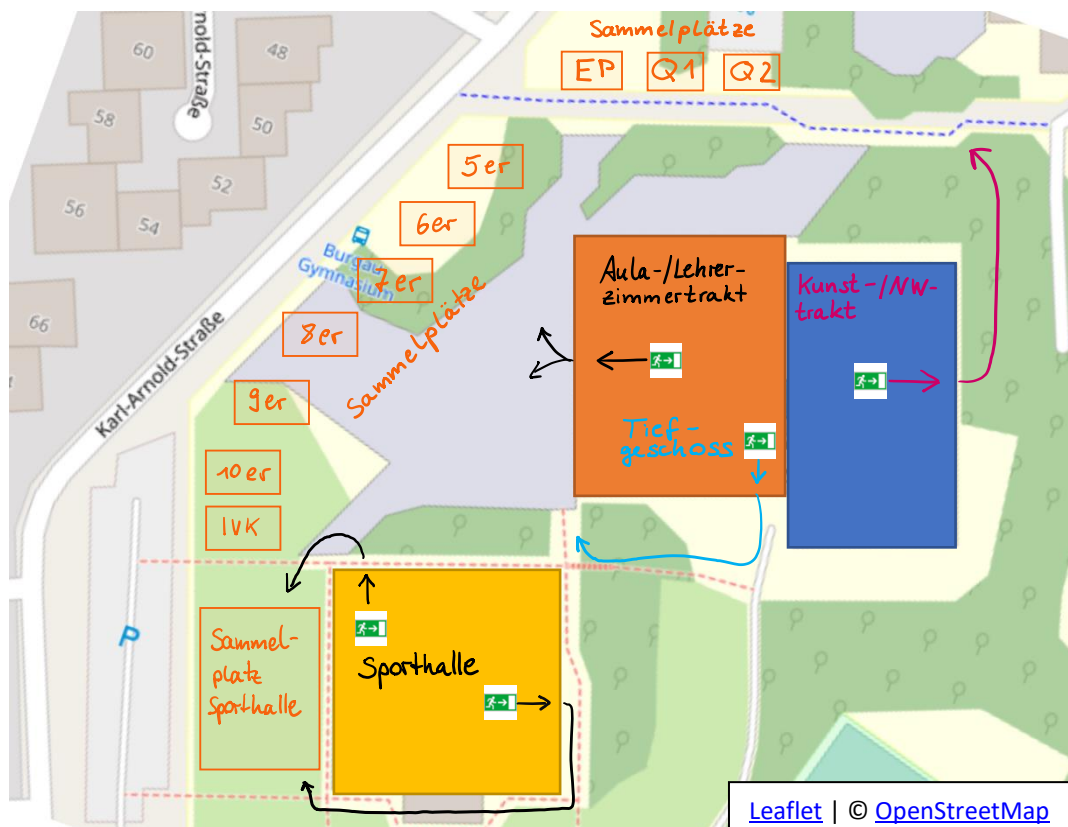 Sammelplätze
EP
Q1
Q2
60
48
nold-Straße
58
50
52
56
54
66
5er
6er
Burgau
Gymnasium
7er
8er
Sammelplätze
9er
10er
IVK
Karl-Arnold-Straße
Aula-/Lehrer-
zimmertrakt
Kunst-/NW-
trakt
Tief-
geschoss
Sammel-
platz
Sporthalle
Sporthalle
P
Leaflet | © OpenStreetMap